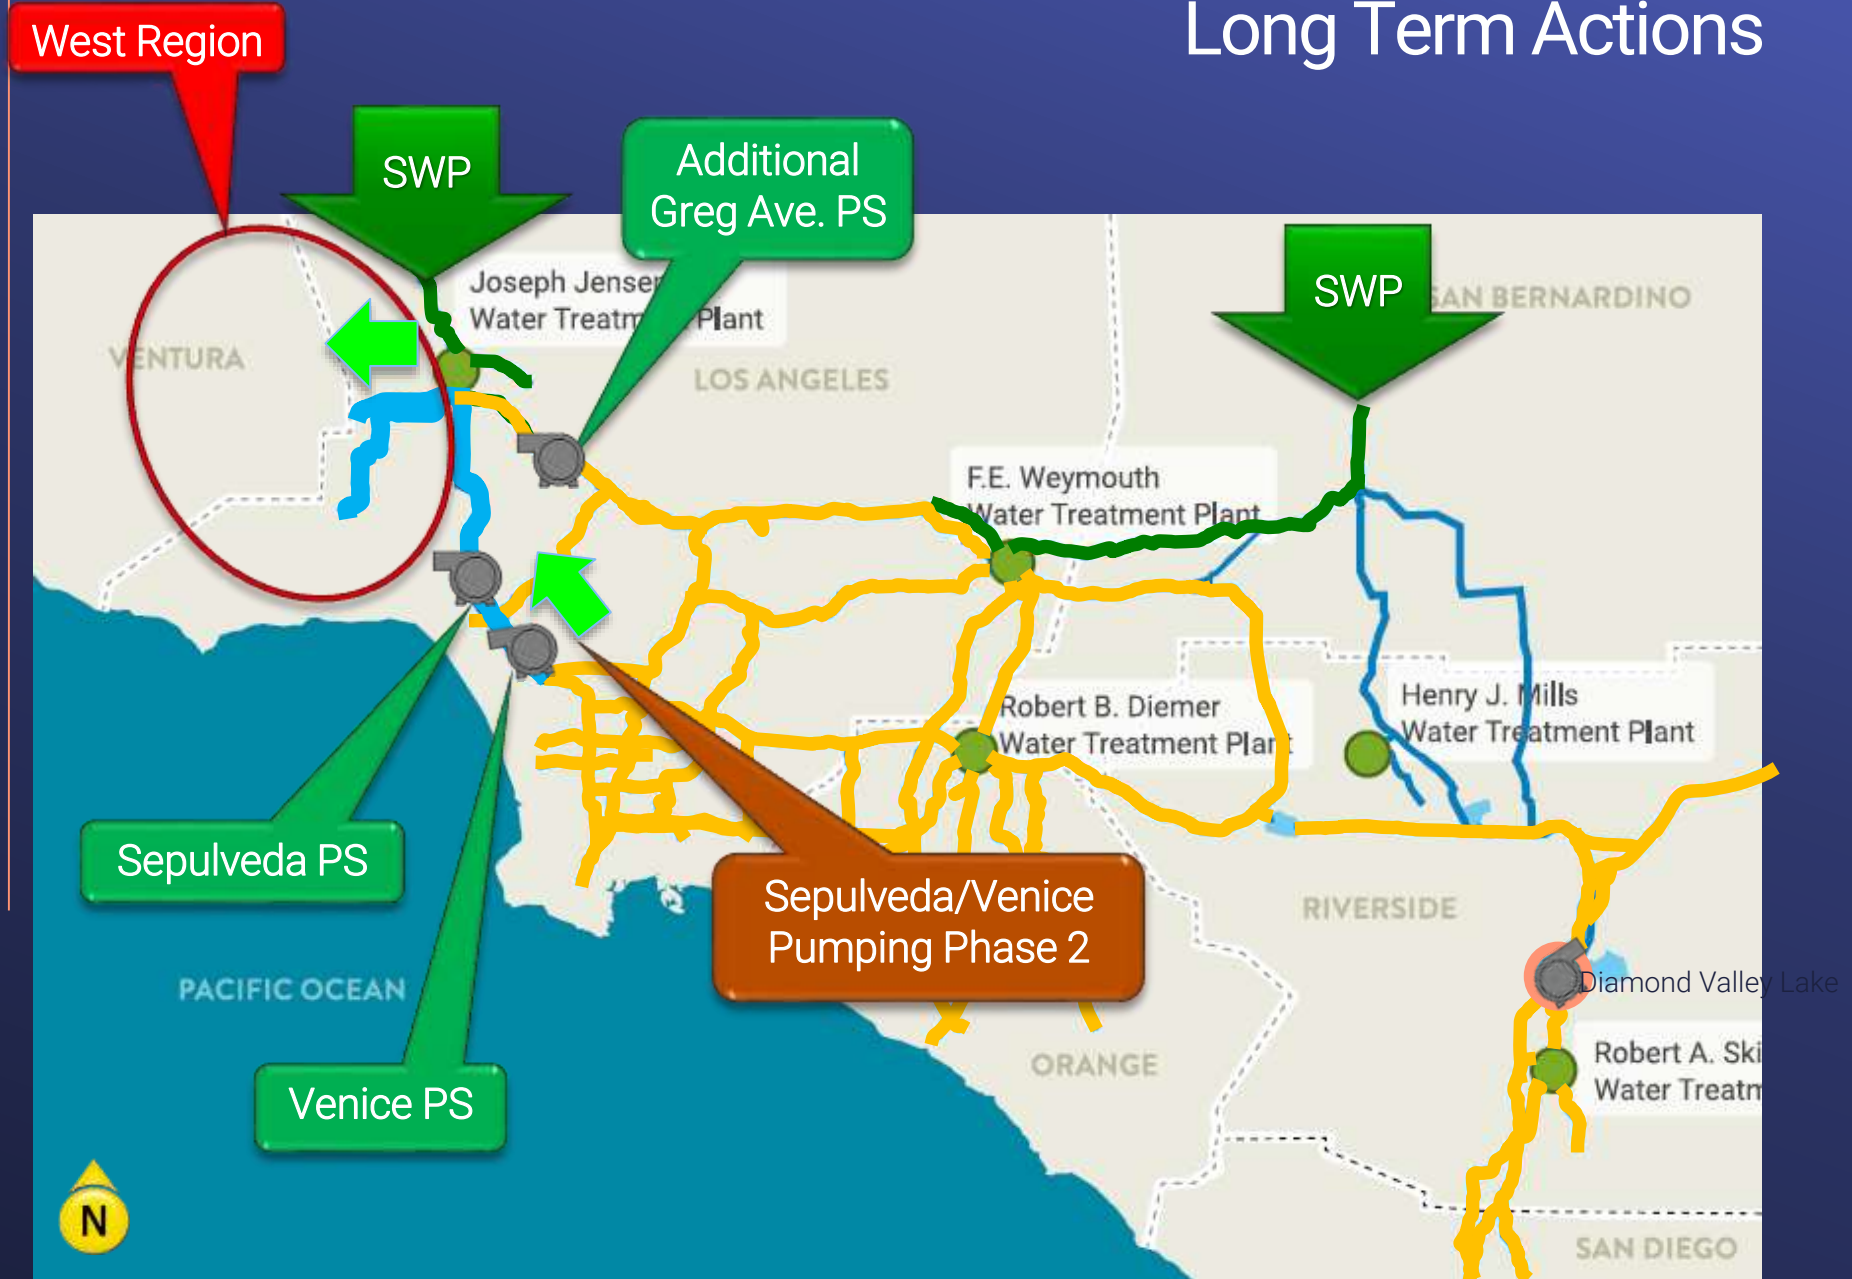 Long Term Actions
West Region
SWP
Additional
Greg Ave. PS
SWP
Joseph Jensen
Water Treatm Plant
SAN BERNARDINO
VENTURA
LOS ANGELES
F.E. Weymouth
Water Treatment Plant
Robert B. Diemer
Water Treatment Plant
Henry J. Mills
Water Treatment Plant
Sepulveda PS
Sepulveda/Venice
Pumping Phase 2
RIVERSIDE
PACIFIC OCEAN
Diamond Valley Lake
ORANGE
Robert A. Ski
Water Treatm
Venice PS
N
SAN DIEGO